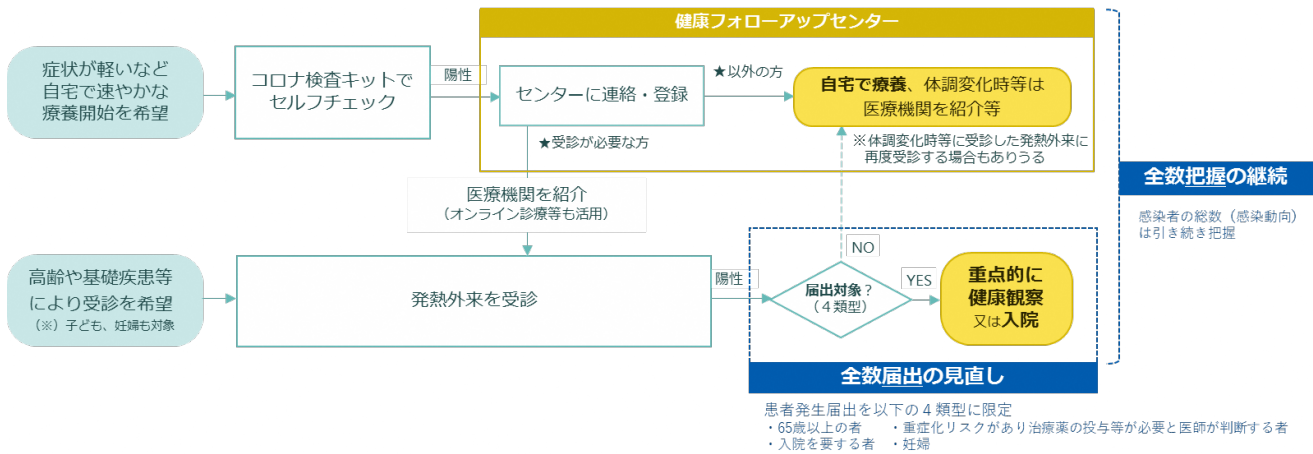 健康フォローアップセンター
症状が軽いなど
自宅で速やかな
療養開始を希望
コロナ検査キットで
セルフチェック
陽性
センターに連絡・登録
★以外の方
自宅で療養、体調変化時等は
医療機関を紹介等
※体調変化時等に受診した発熱外来に
再度受診する場合もありうる
★受診が必要な方
医療機関を紹介
（オンライン診療等も活用）
全数把握の継続
感染者の総数（感染動向）
は引き続き把握
高齢や基礎疾患等
により受診を希望
（※）子ども、妊婦も対象
発熱外来を受診
陽性
届出対象？
（４類型）
NO
YES
重点的に
健康観察
又は入院
全数届出の見直し
患者発生届出を以下の４類型に限定
・65歳以上の者　・重症化リスクがあり治療薬の投与等が必要と医師が判断する者
・入院を要する者　・妊婦